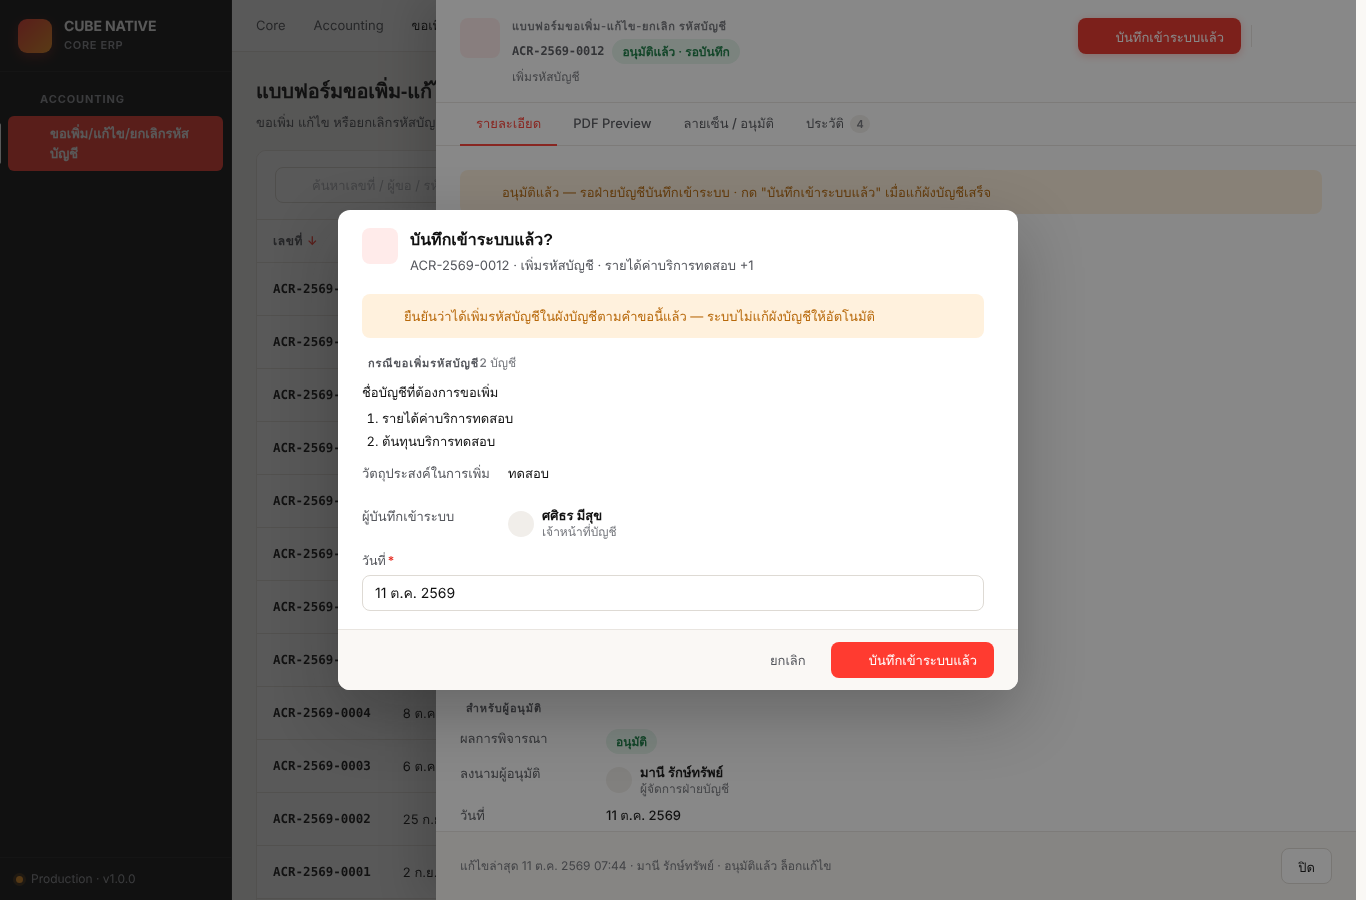 CUBE NATIVE
CORE ERP
ACCOUNTING
ขอเพิ่ม/แก้ไข/ยกเลิกรหัส
บัญชี
Production · v1.0.0
Core Accounting
แบบฟอร์มขอเพิ่ม-แก้ไ
ขอเพิ่ม แก้ไข หรือยกเลิกรหัสบัญ
ค้นหาเลขที่ / ผู้ขอ / รหั
เลขที่ ↓
ACR-2569-
ACR-2569-
ACR-2569-
ACR-2569-
ACR-2569-
ACR-2569-
ACR-2569-
ACR-2569-
ACR-2569-0004 8 ต.ค
ACR-2569-0003 6 ต.ค
ACR-2569-0002 25 ก.
ACR-2569-0001 2 ก.ย.
แบบฟอร์มขอเพิ่ม-แก้ไข-ยกเลิก รหัสบัญชี
ACR-2569-0012 อนุมัติแล้ว · รอบันทึก
เพิ่มรหัสบัญชี
บันทึกเข้าระบบแล้ว
รายละเอียด PDF Preview ลายเซ็น / อนุมัติ ประวัติ 4
อนุมัติแล้ว — รอฝ่ายบัญชีบันทึกเข้าระบบ · กด "บันทึกเข้าระบบแล้ว" เมื่อแก้ผังบัญชีเสร็จ
บันทึกเข้าระบบแล้ว?
ACR-2569-0012 · เพิ่มรหัสบัญชี · รายได้ค่าบริการทดสอบ +1
ยืนยันว่าได้เพิ่มรหัสบัญชีในผังบัญชีตามคำขอนี้แล้ว — ระบบไม่แก้ผังบัญชีให้อัตโนมัติ
กรณีขอเพิ่มรหัสบัญชี2 บัญชี
ชื่อบัญชีที่ต้องการขอเพิ่ม
1. รายได้ค่าบริการทดสอบ
2. ต้นทุนบริการทดสอบ
วัตถุประสงค์ในการเพิ่ม ทดสอบ
ผู้บันทึกเข้าระบบ ศศิธร มีสุข
เจ้าหน้าที่บัญชี
วันที่ *
11 ต.ค. 2569
ยกเลิก บันทึกเข้าระบบแล้ว
สำหรับผู้อนุมัติ
ผลการพิจารณา อนุมัติ
ลงนามผู้อนุมัติ มานี รักษ์ทรัพย์
ผู้จัดการฝ่ายบัญชี
วันที่ 11 ต.ค. 2569
แก้ไขล่าสุด 11 ต.ค. 2569 07:44 · มานี รักษ์ทรัพย์ · อนุมัติแล้ว ล็อกแก้ไข
ปิด